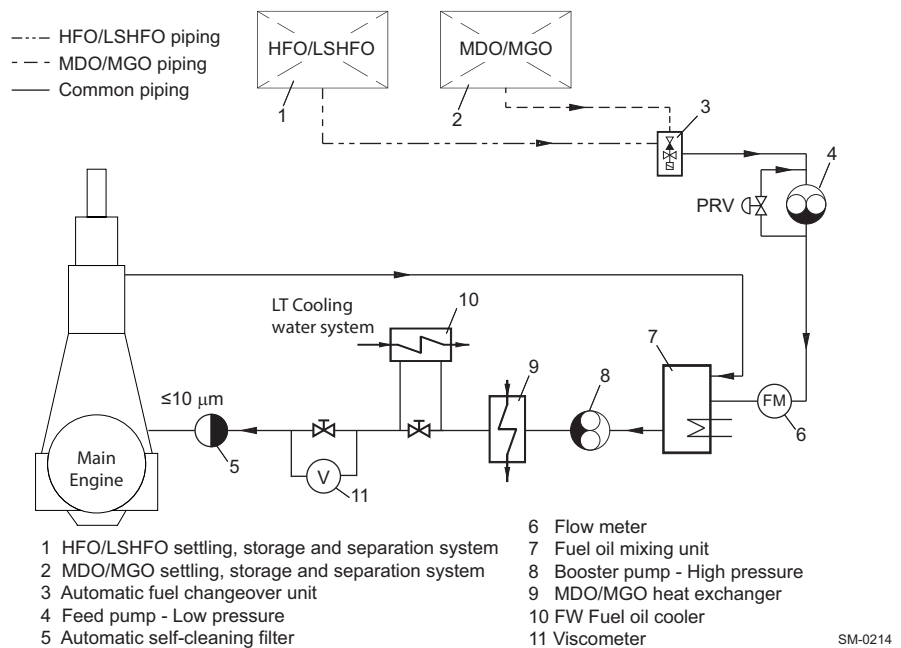 HFO/LSHFO piping
MDO/MGO piping
Common piping
HFO/LSHFO
MDO/MGO
1
2
3
4
PRV
LT Cooling
water system
10
9
8
7
FM
6
≤10 μm
5
V
11
Main
Engine
1 HFO/LSHFO settling, storage and separation system
2 MDO/MGO settling, storage and separation system
3 Automatic fuel changeover unit
4 Feed pump - Low pressure
5 Automatic self-cleaning filter
6 Flow meter
7 Fuel oil mixing unit
8 Booster pump - High pressure
9 MDO/MGO heat exchanger
10 FW Fuel oil cooler
11 Viscometer
SM-0214